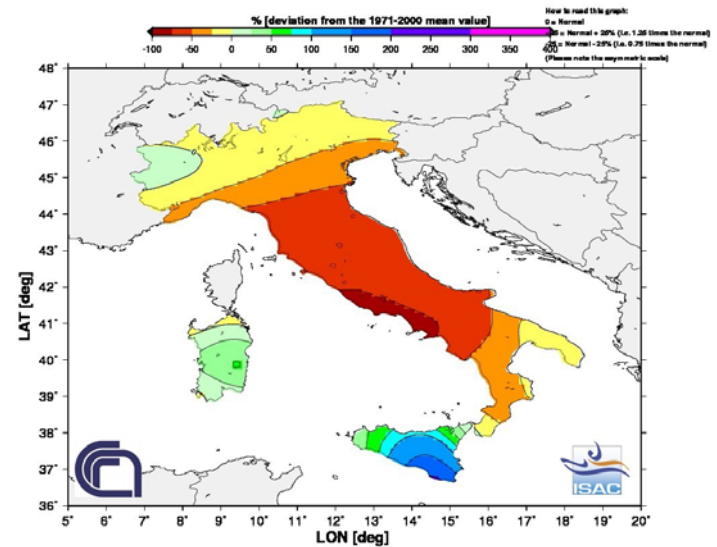 How to read this graph:
% [deviation from the 1971-2000 mean value]
0 = Normal
= Normal + 25% (i.e. 1.25 times the normal)
-100 -50 0 50 100 150 200 250 300 350 400
= Normal - 25% (i.e. 0.75 times the normal)
(Please note the asymmetric scale)
48°
47°
46°
45°
44°
43°
42°
41°
40°
39°
38°
37°
36°
LAT [deg]
0
ISAC
5° 6° 7° 8° 9° 10° 11° 12° 13° 14° 15° 16° 17° 18° 19° 20°
LON [deg]